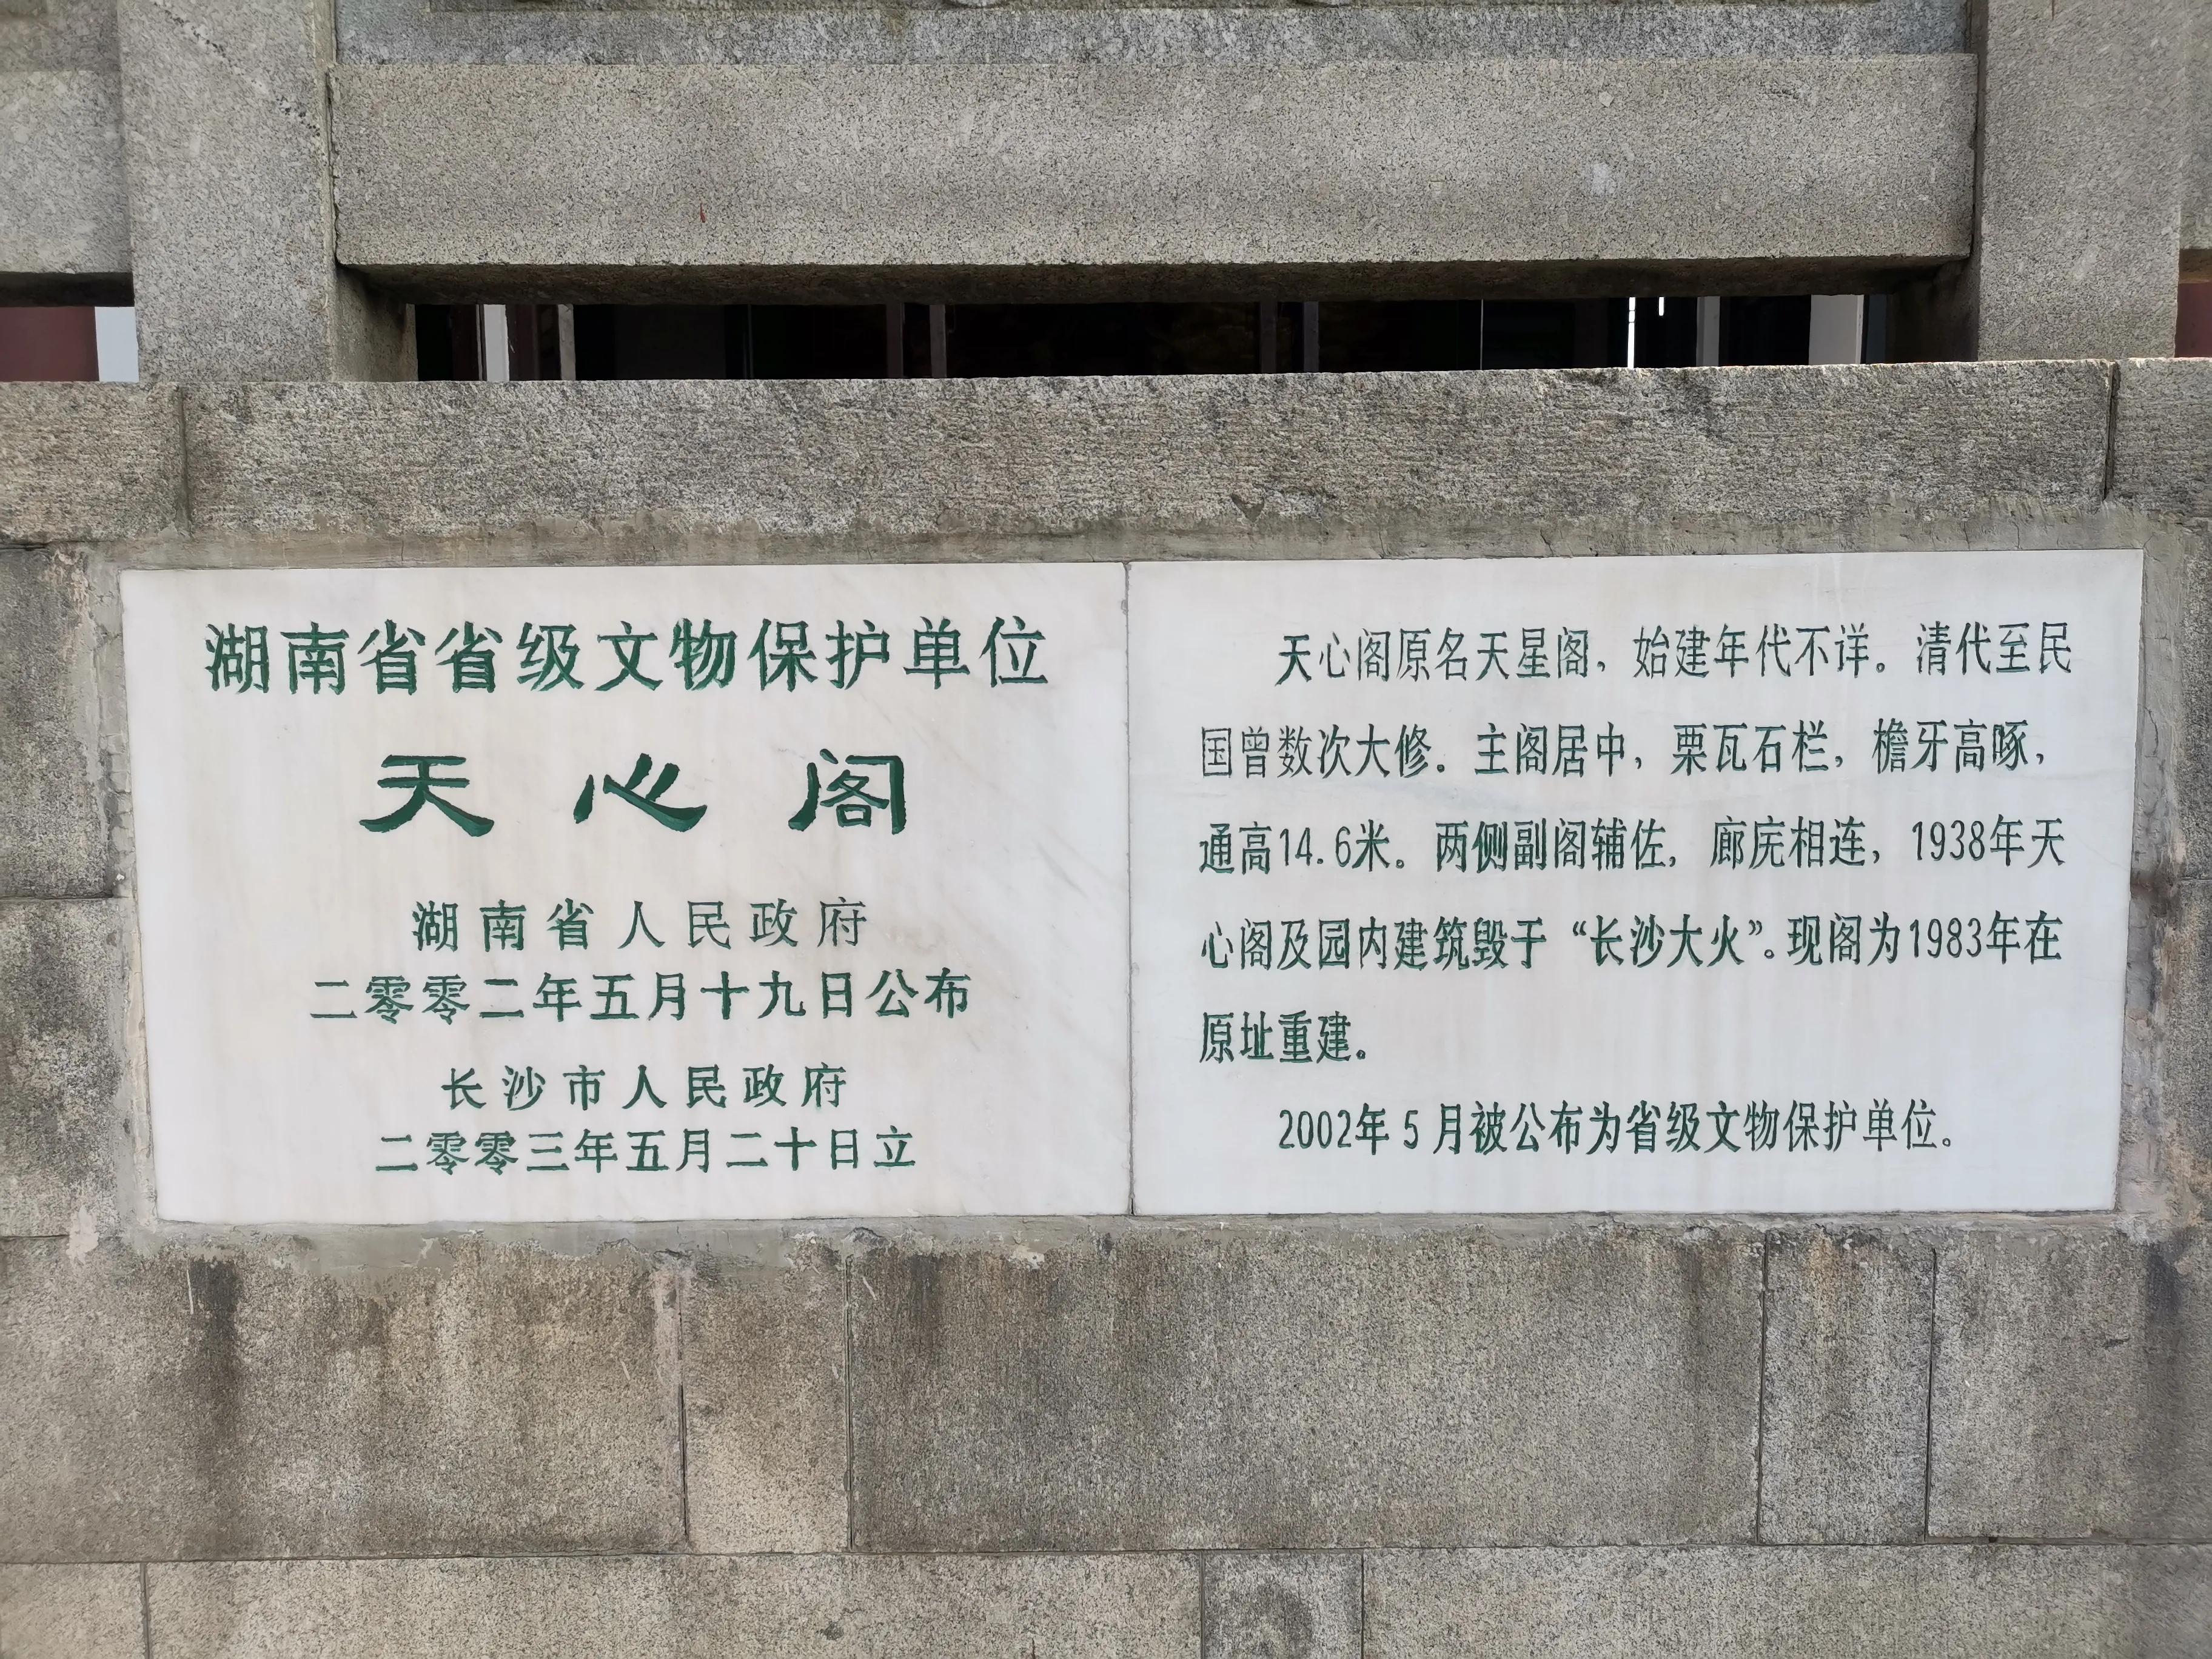 湖南省省级文物保护单位
天心阁
湖南省人民政府
二零零二年五月十九日公布
长沙市人民政府
二零零三年五月二十日立
天心阁原名天星阁，始建年代不详。清代至民
国曾数次大修。主阁居中，栗瓦石栏，檐牙高啄，
通高14.6米。两侧副阁辅佐，廊庑相连，1938年天
心阁及园内建筑毁于“长沙大火”。现阁为1983年在
原址重建。
2002年5月被公布为省级文物保护单位。